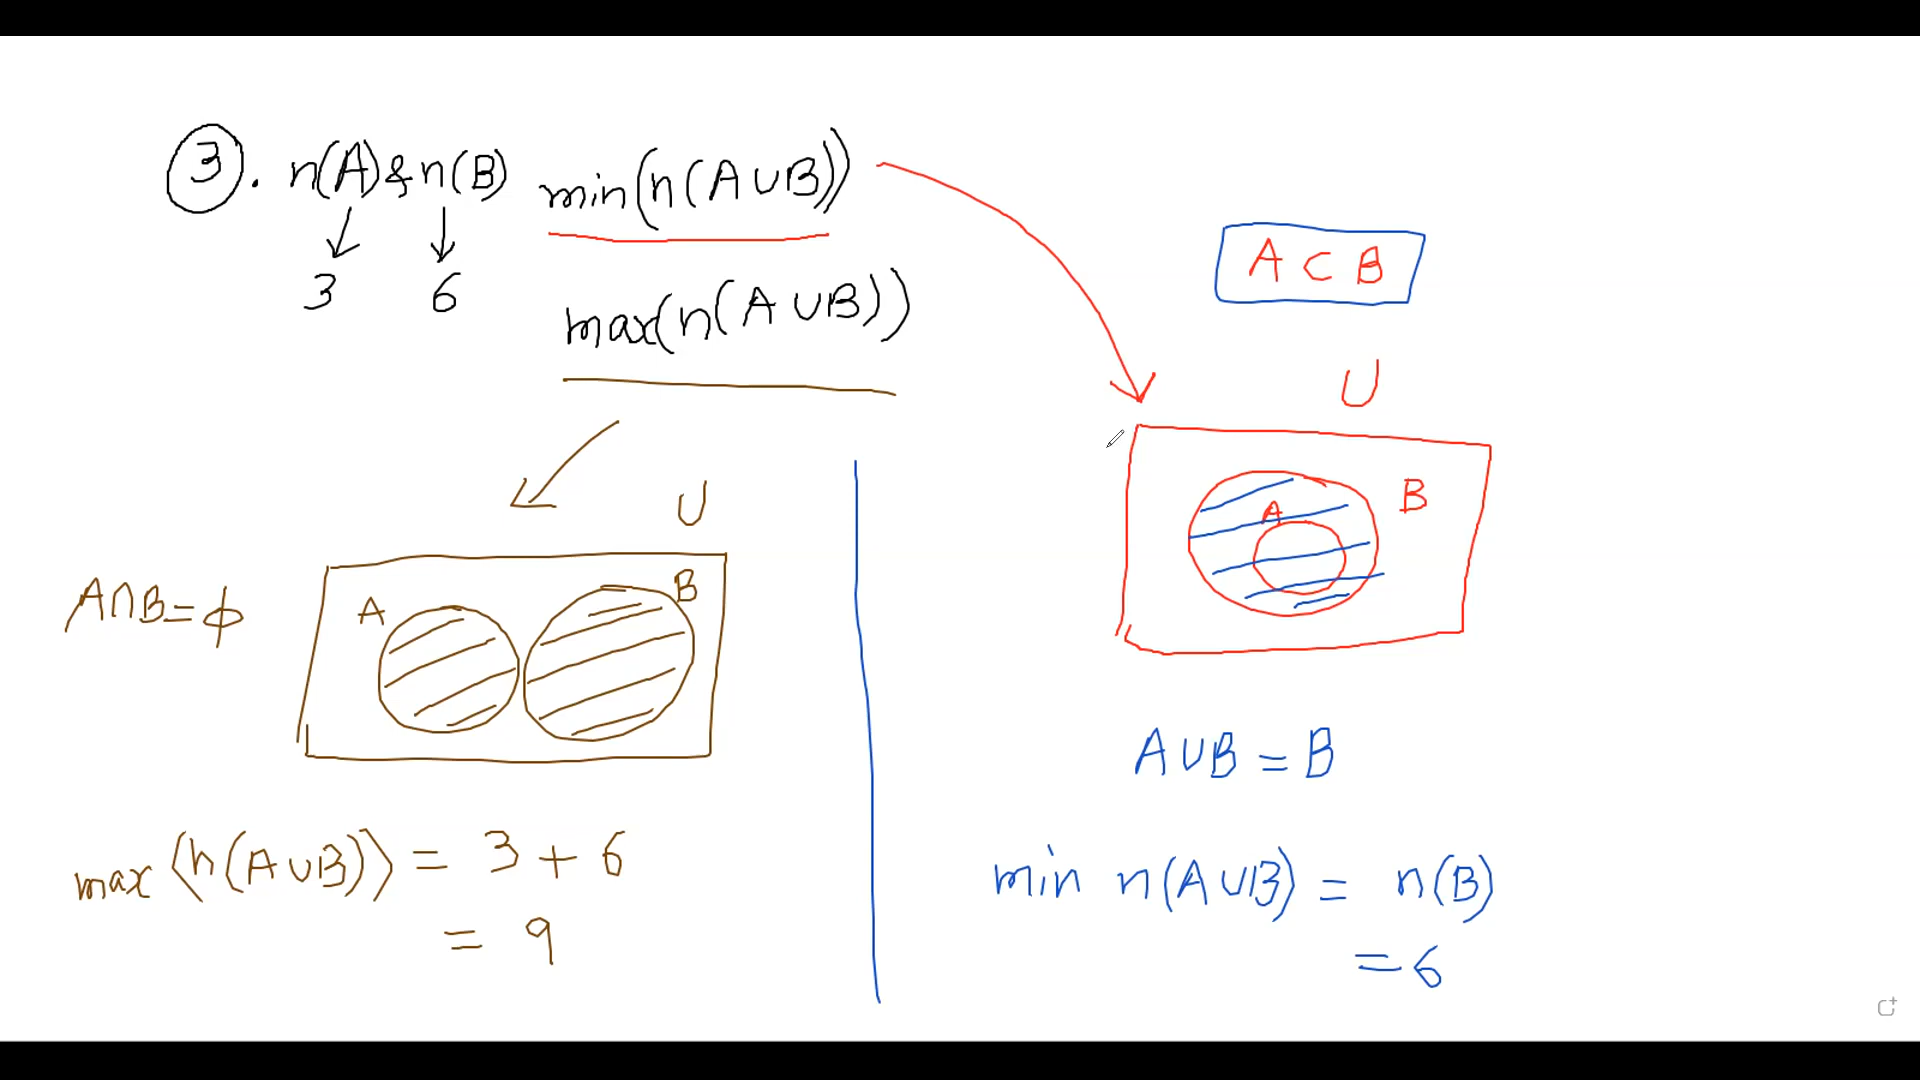 3. n(A) & n(B) min(n(A∪B))
3 6
max(n(A∪B))
A ⊂ B
U
B
A
U
A∩B = ϕ
A
B
max (n(A∪B)) = 3 + 6
= 9
A∪B = B
min n(A∪B) = n(B)
= 6